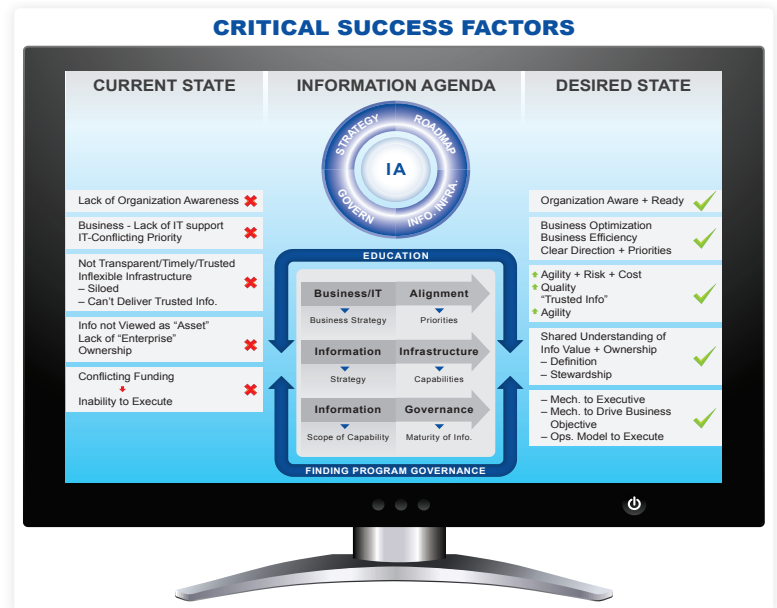 CRITICAL SUCCESS FACTORS
CURRENT STATE
Lack of Organization Awareness
Business - Lack of IT support
IT-Conflicting Priority
Not Transparent/Timely/Trusted
Inflexible Infrastructure
– Siloed
– Can't Deliver Trusted Info.
Info not Viewed as “Asset”
Lack of “Enterprise”
Ownership
Conflicting Funding
Inability to Execute
INFORMATION AGENDA
STRATEGY
ROADMAP
IA
GOVERN
INFO. INFRA.
EDUCATION
Business/IT Alignment
Business Strategy Priorities
Information Infrastructure
Strategy Capabilities
Information Governance
Scope of Capability Maturity of Info.
FINDING PROGRAM GOVERNANCE
DESIRED STATE
Organization Aware + Ready
Business Optimization
Business Efficiency
Clear Direction + Priorities
Agility + Risk + Cost
Quality
“Trusted Info”
Agility
Shared Understanding of
Info Value + Ownership
– Definition
– Stewardship
– Mech. to Executive
– Mech. to Drive Business
Objective
– Ops. Model to Execute